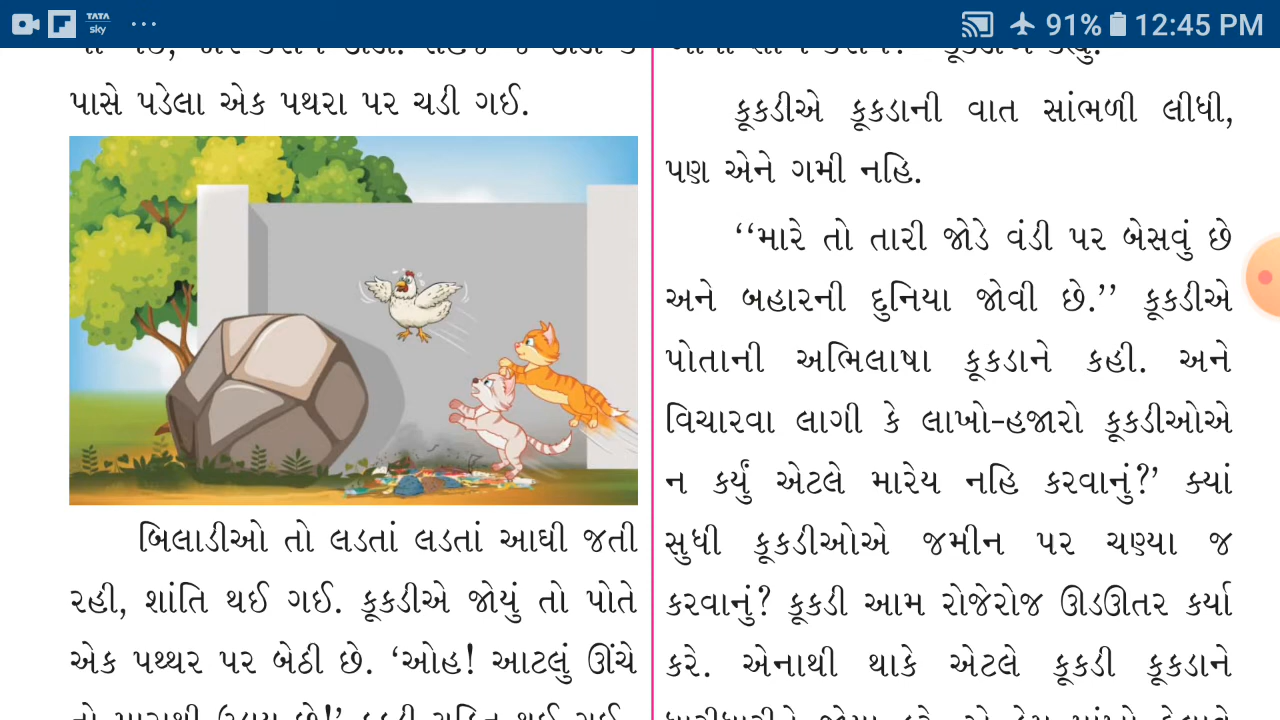 TATA
sky
91%
12:45 PM
પાસે પડેલા એક પથરા પર ચડી ગઈ.
બિલાડીઓ તો લડતાં લડતાં આઘી જતી
રહી, શાંતિ થઈ ગઈ. કૂકડીએ જોયું તો પોતે
એક પથ્થર પર બેઠી છે. ‘ઓહ! આટલું ઊંચે
કૂકડીએ કૂકડાની વાત સાંભળી લીધી,
પણ એને ગમી નહિ.
‘‘મારે તો તારી જોડે વંડી પર બેસવું છે
અને બહારની દુનિયા જોવી છે.’’ કૂકડીએ
પોતાની અભિલાષા કૂકડાને કહી. અને
વિચારવા લાગી કે લાખો-હજારો કૂકડીઓએ
ન કર્યું એટલે મારેય નહિ કરવાનું?’ ક્યાં
સુધી કૂકડીઓએ જમીન પર ચણ્યા જ
કરવાનું? કૂકડી આમ રોજેરોજ ઊડઊતર કર્યા
કરે. એનાથી થાકે એટલે કૂકડી કૂકડાને